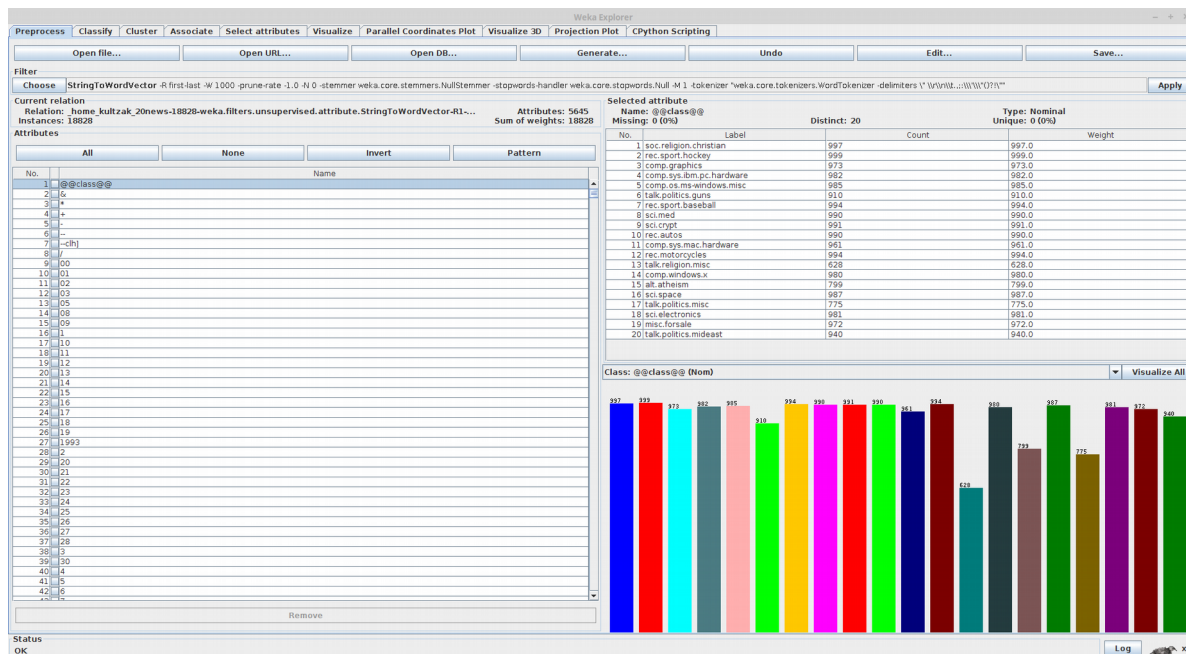 Weka Explorer
Preprocess Classify Cluster Associate Select attributes Visualize Parallel Coordinates Plot Visualize 3D Projection Plot CPython Scripting
Open file... Open URL... Open DB... Generate... Undo Edit... Save...
Filter
Choose StringToWordVector -R first-last -W 1000 -prune-rate -1.0 -N 0 -stemmer weka.core.stemmers.NullStemmer -stopwords-handler weka.core.stopwords.Null -M 1 -tokenizer "weka.core.tokenizers.WordTokenizer -delimiters \" \\r\\n\\t.,;:\\\'\\\"()?!\"" Apply
Current relation
Relation: _home_kultzak_20news-18828-weka.filters.unsupervised.attribute.StringToWordVector-R1-... Attributes: 5645
Instances: 18828 Sum of weights: 18828
Attributes
All None Invert Pattern
No. Name
1 @@class@@
2 &
3 *
4 +
5 -
6 --
7 --clh]
8 /
9 00
10 01
11 02
12 03
13 05
14 08
15 09
16 1
17 10
18 11
19 12
20 13
21 14
22 15
23 16
24 17
25 18
26 19
27 1993
28 2
29 20
30 21
31 22
32 23
33 24
34 25
35 26
36 27
37 28
38 3
39 30
40 4
41 5
42 6
Remove
Selected attribute
Name: @@class@@ Type: Nominal
Missing: 0 (0%) Distinct: 20 Unique: 0 (0%)
No. Label Count Weight
1 soc.religion.christian 997 997.0
2 rec.sport.hockey 999 999.0
3 comp.graphics 973 973.0
4 comp.sys.ibm.pc.hardware 982 982.0
5 comp.os.ms-windows.misc 985 985.0
6 talk.politics.guns 910 910.0
7 rec.sport.baseball 994 994.0
8 sci.med 990 990.0
9 sci.crypt 991 991.0
10 rec.autos 990 990.0
11 comp.sys.mac.hardware 961 961.0
12 rec.motorcycles 994 994.0
13 talk.religion.misc 628 628.0
14 comp.windows.x 980 980.0
15 alt.atheism 799 799.0
16 sci.space 987 987.0
17 talk.politics.misc 775 775.0
18 sci.electronics 981 981.0
19 misc.forsale 972 972.0
20 talk.politics.mideast 940 940.0
Class: @@class@@ (Nom) Visualize All
997 999 973 982 985 910 994 990 991 990 961 994 628 980 799 987 775 981 972 940
Status
OK
Log x